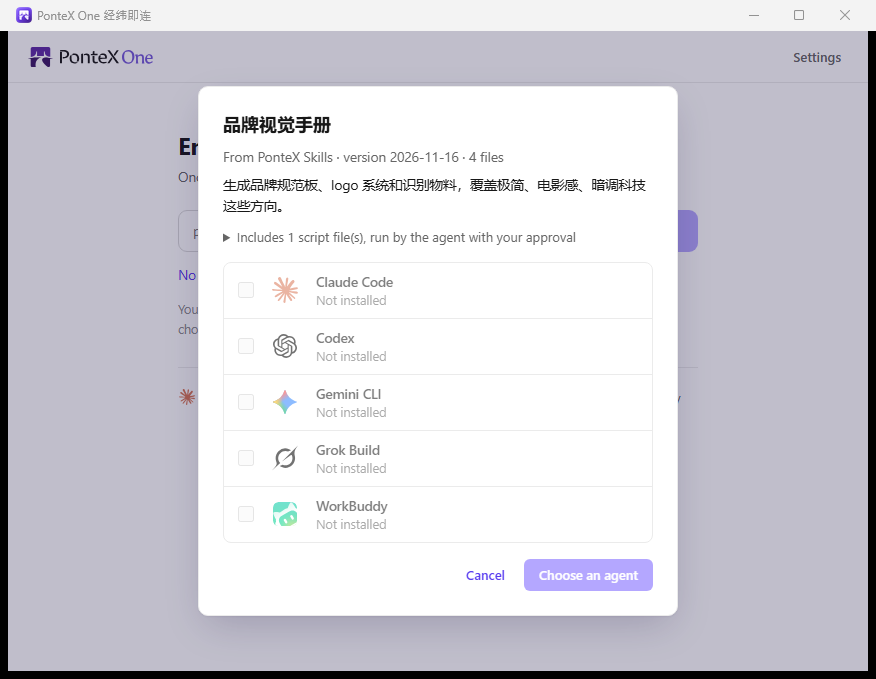 PonteX One 经纬即连
PonteX One
Settings
品牌视觉手册
From PonteX Skills · version 2026-11-16 · 4 files
生成品牌规范板、logo 系统和识别物料，覆盖极简、电影感、暗调科技
这些方向。
Includes 1 script file(s), run by the agent with your approval
Claude Code
Not installed
Codex
Not installed
Gemini CLI
Not installed
Grok Build
Not installed
WorkBuddy
Not installed
Cancel
Choose an agent
No